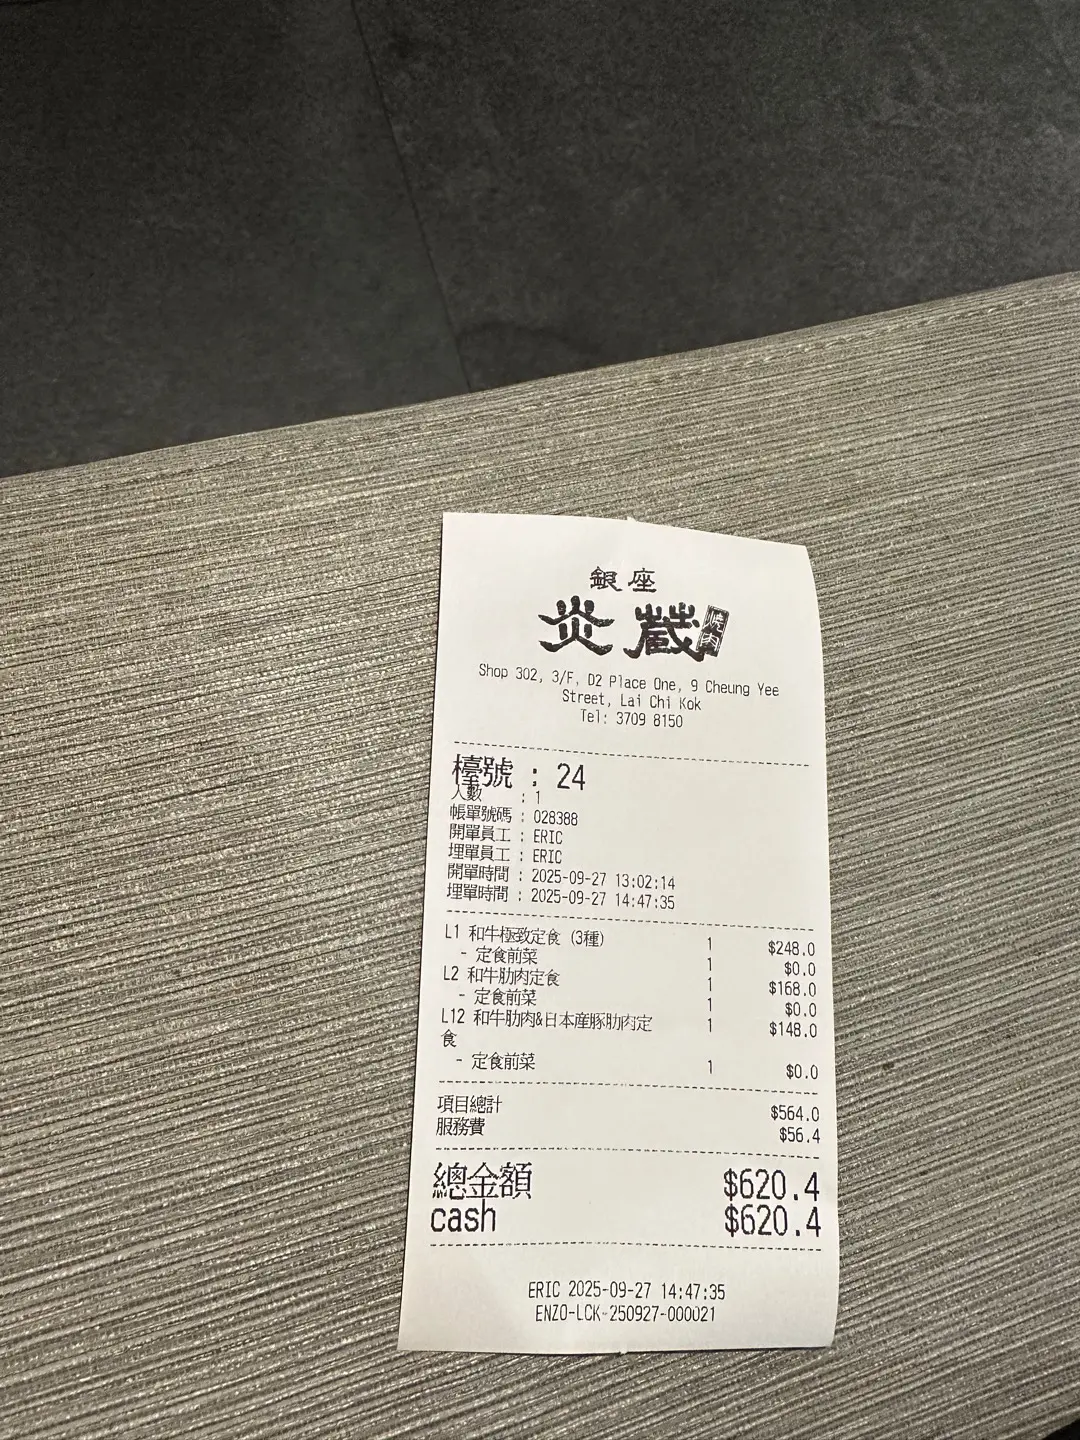 銀座
炎蔵 焼肉
Shop 302, 3/F, D2 Place One, 9 Cheung Yee
Street, Lai Chi Kok
Tel: 3709 8150
檯號 : 24
人數 : 1
帳單號碼 : 028388
開單員工 : ERIC
埋單員工 : ERIC
開單時間 : 2025-09-27 13:02:14
埋單時間 : 2025-09-27 14:47:35
L1 和牛極致定食 (3種) 1 $248.0
- 定食前菜 1 $0.0
L2 和牛肋肉定食 1 $168.0
- 定食前菜 1 $0.0
L12 和牛肋肉&日本産豚肋肉定 1 $148.0
食
- 定食前菜 1 $0.0
項目總計 $564.0
服務費 $56.4
總金額 $620.4
cash $620.4
ERIC 2025-09-27 14:47:35
ENZO-LCK-250927-000021